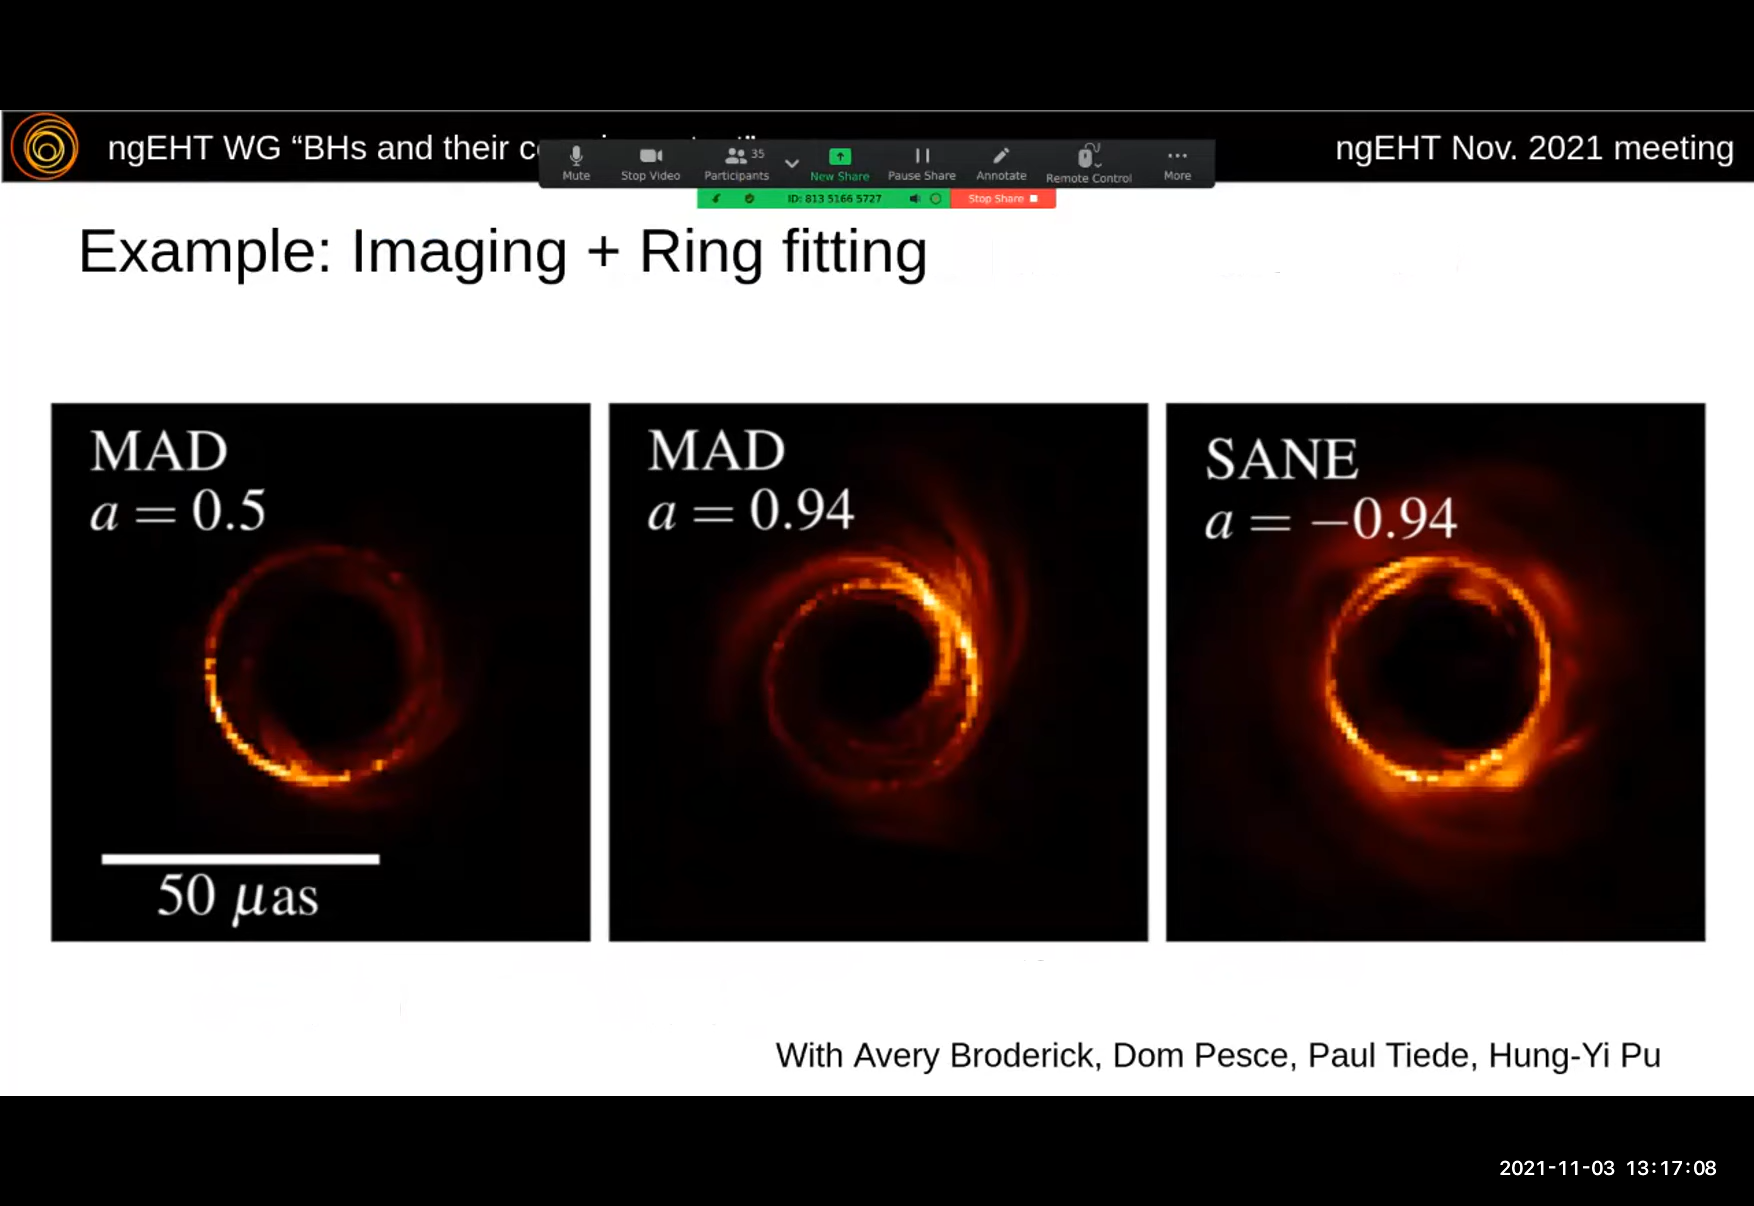 ngEHT WG “BHs and their
ngEHT Nov. 2021 meeting
Mute
Stop Video
Participants
35
New Share
Pause Share
Annotate
Remote Control
More
ID: 813 5166 5727
Stop Share
Example: Imaging + Ring fitting
MAD
a = 0.5
50 μas
MAD
a = 0.94
SANE
a = −0.94
With Avery Broderick, Dom Pesce, Paul Tiede, Hung-Yi Pu
2021-11-03 13:17:08